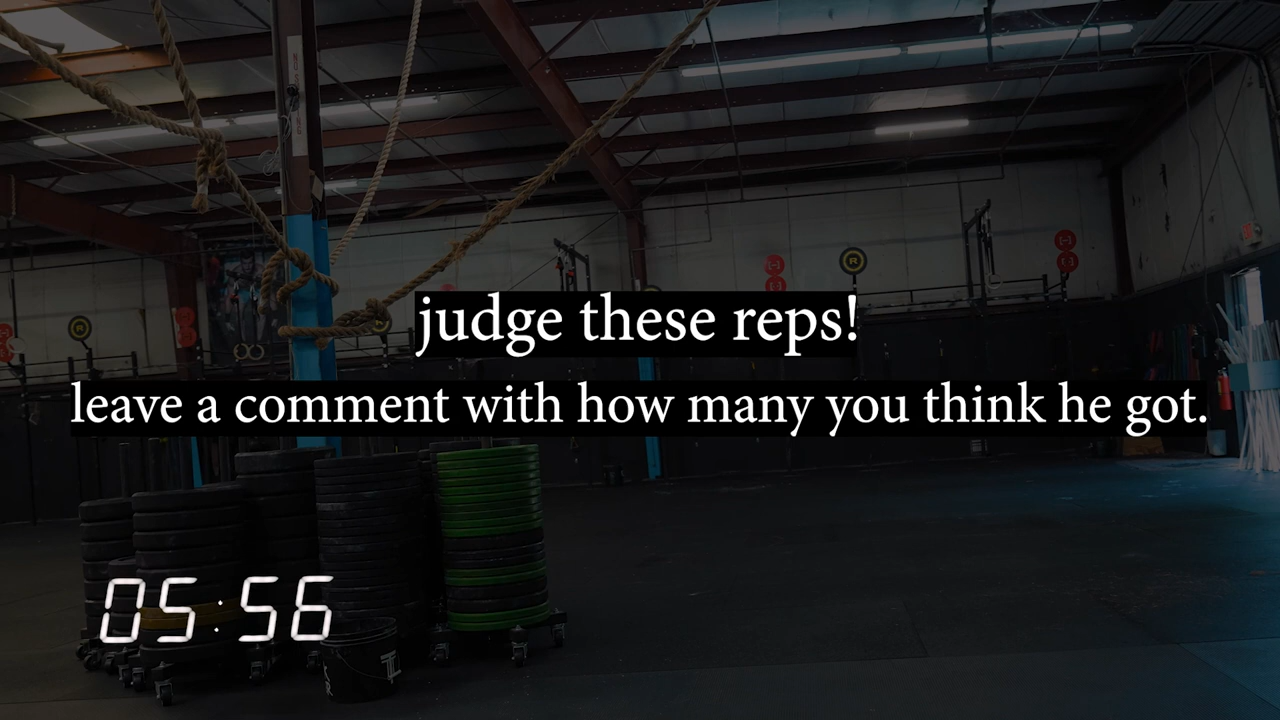 judge these reps!
leave a comment with how many you think he got.
05:56